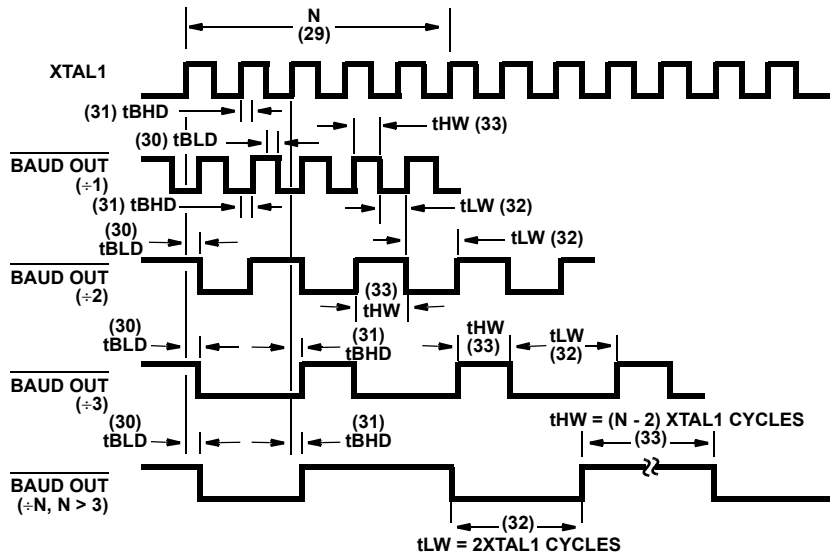 N
(29)
XTAL1
(31) tBHD
tHW (33)
(30) tBLD
BAUD OUT
(÷1)
(31) tBHD
tLW (32)
(30)
tBLD
tLW (32)
BAUD OUT
(÷2)
(33)
tHW
(30)
tBLD
(31)
tBHD
tHW
(33)
tLW
(32)
BAUD OUT
(÷3)
(30)
tBLD
(31)
tBHD
tHW = (N - 2) XTAL1 CYCLES
(33)
BAUD OUT
(÷N, N > 3)
(32)
tLW = 2XTAL1 CYCLES